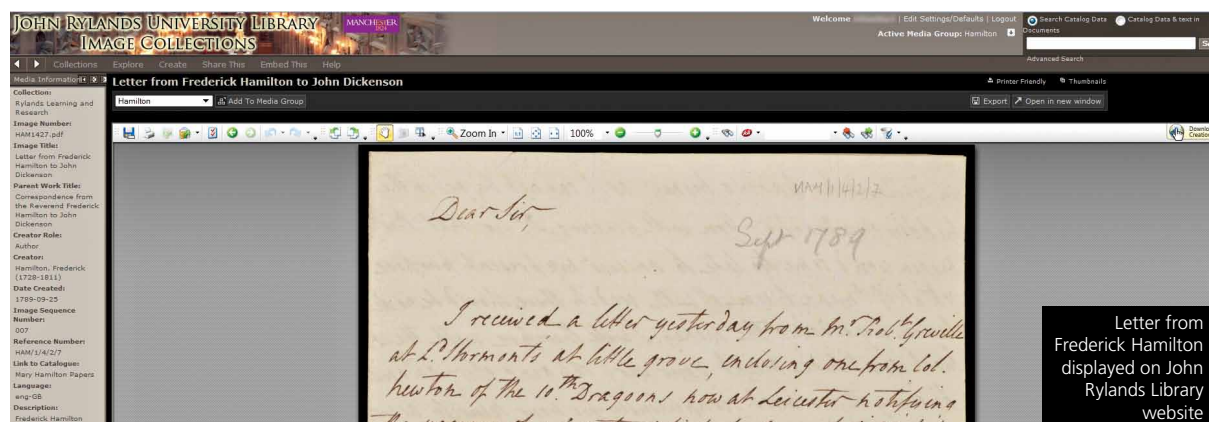 JOHN RYLANDS UNIVERSITY LIBRARY
IMAGE COLLECTIONS
MANCHESTER
1824
Welcome | Edit Settings/Defaults | Logout
Active Media Group: Hamilton
Search Catalog Data Catalog Data & text in
Documents
Advanced Search
Collections Explore Create Share This Embed This Help
Media Information
Letter from Frederick Hamilton to John Dickenson
Printer Friendly Thumbnails
Hamilton Add To Media Group
Export Open in new window
Zoom In 100%
Collection:
Rylands Learning and
Research
Image Number:
HAM1427.pdf
Image Title:
Letter from Frederick
Hamilton to John
Dickenson
Parent Work Title:
Correspondence from
the Reverend Frederick
Hamilton to John
Dickenson
Creator Role:
Author
Creator:
Hamilton, Frederick
(1728-1811)
Date Created:
1789-09-25
Image Sequence
Number:
007
Reference Number:
HAM/1/4/2/7
Link to Catalogue:
Mary Hamilton Papers
Language:
eng-GB
Description:
Frederick Hamilton
HAM/1/4/2/7
Dear Sir,
Sept 1789
I received a letter yesterday from Mr. Robt. Greville
at Ld. Stormonts at little grove, enclosing one from Col.
Newton of the 10.th Dragoons now at Leicester notifying
Letter from
Frederick Hamilton
displayed on John
Rylands Library
website